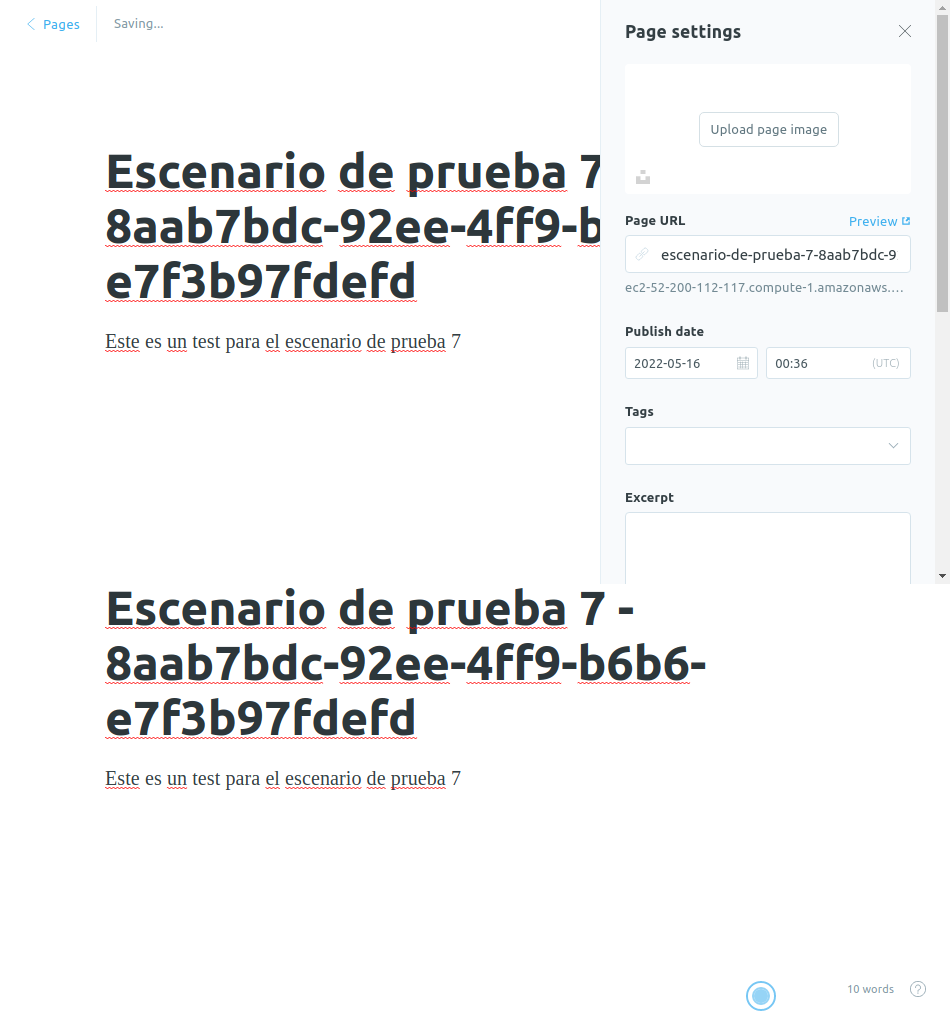 Pages
Saving...
Page settings
Upload page image
Escenario de prueba 7
8aab7bdc-92ee-4ff9-b
e7f3b97fdefd
Este es un test para el escenario de prueba 7
Page URL
Preview
escenario-de-prueba-7-8aab7bdc-9
ec2-52-200-112-117.compute-1.amazonaws....
Publish date
2022-05-16
00:36
(UTC)
Tags
Excerpt
Escenario de prueba 7 -
8aab7bdc-92ee-4ff9-b6b6-
e7f3b97fdefd
Este es un test para el escenario de prueba 7
10 words
?